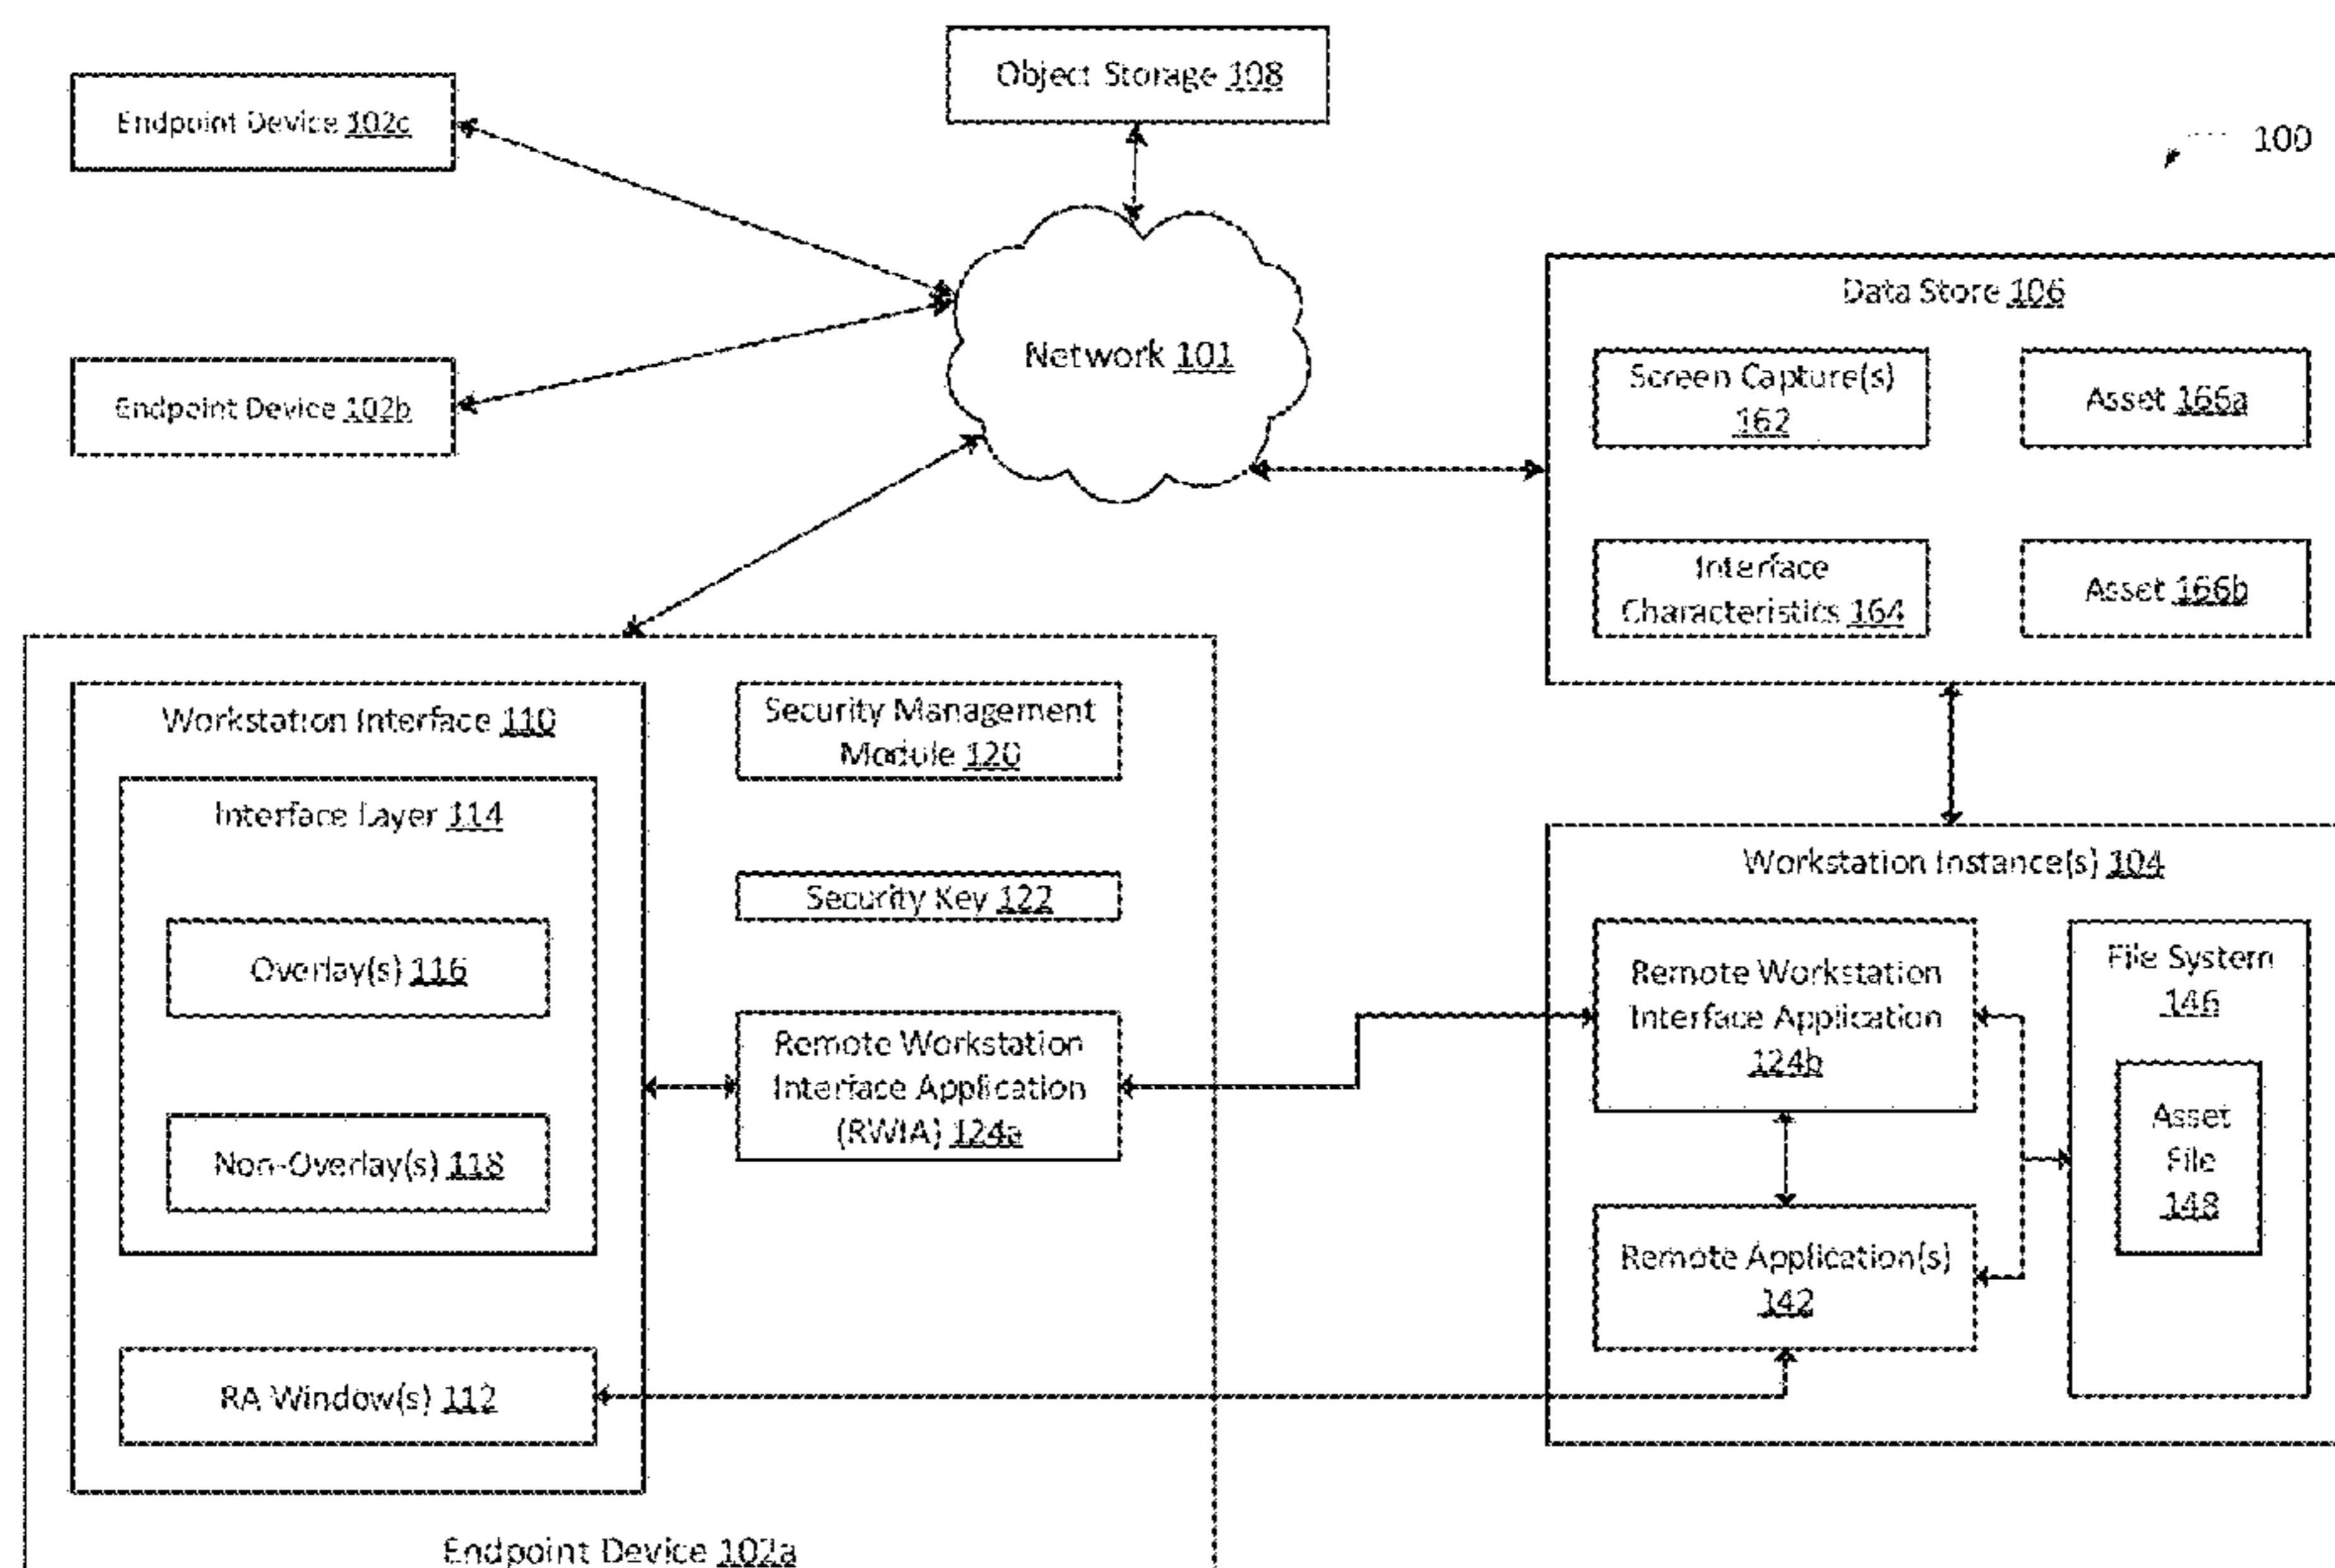 Object Storage 108
Endpoint Device 102c
100
Network 101
Endpoint Device 102b
Data Store 106
Screen Capture(s)
162
Asset 166a
Interface
Characteristics 164
Asset 166b
Workstation Interface 110
Interface Layer 114
Overlay(s) 116
Non-Overlay(s) 118
RA Window(s) 112
Security Management
Module 120
Security Key 122
Remote Workstation
Interface Application
(RWIA) 124a
Endpoint Device 102a
Workstation Instance(s) 104
Remote Workstation
Interface Application
124b
Remote Application(s)
142
File System
146
Asset
File
148